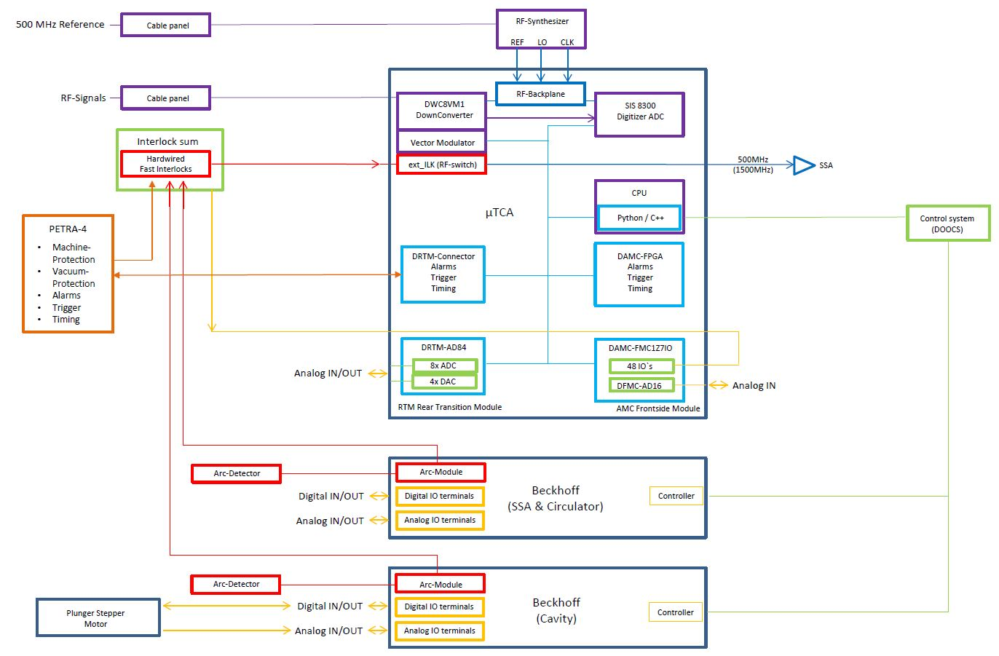 500 MHz Reference
Cable panel
RF-Synthesizer
REF LO CLK
RF-Signals
Cable panel
RF-Backplane
DWC8VM1
DownConverter
SIS 8300
Digitizer ADC
Vector Modulator
Interlock sum
Hardwired
Fast Interlocks
ext_ILK (RF-switch)
500MHz
(1500MHz)
SSA
CPU
Python / C++
µTCA
Control system
(DOOCS)
PETRA-4
• Machine-
Protection
• Vacuum-
Protection
• Alarms
• Trigger
• Timing
DRTM-Connector
Alarms
Trigger
Timing
DAMC-FPGA
Alarms
Trigger
Timing
DRTM-AD84
8x ADC
4x DAC
Analog IN/OUT
DAMC-FMC1Z7IO
48 IO`s
DFMC-AD16
Analog IN
RTM Rear Transition Module
AMC Frontside Module
Arc-Detector
Arc-Module
Digital IN/OUT
Digital IO terminals
Analog IN/OUT
Analog IO terminals
Beckhoff
(SSA & Circulator)
Controller
Arc-Detector
Arc-Module
Plunger Stepper
Motor
Digital IN/OUT
Digital IO terminals
Analog IN/OUT
Analog IO terminals
Beckhoff
(Cavity)
Controller